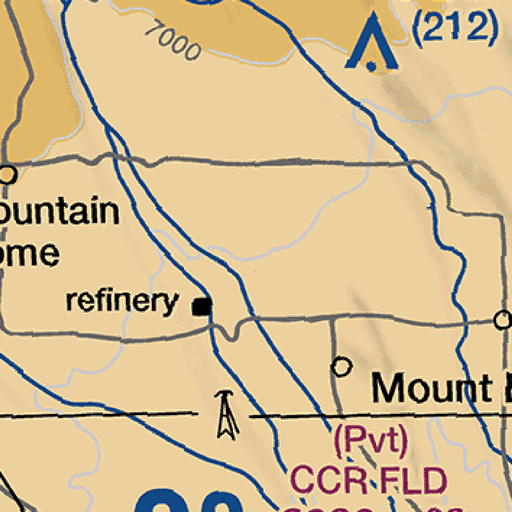 (212)
7000
ountain
ome
refinery
Mount
(Pvt)
CCR FLD